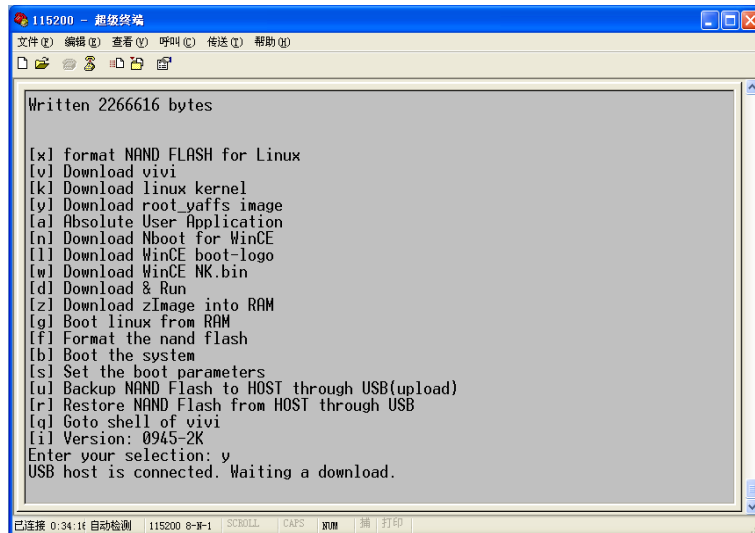 115200 - 超级终端
文件(F) 编辑(E) 查看(V) 呼叫(C) 传送(T) 帮助(H)
Written 2266616 bytes
[x] format NAND FLASH for Linux
[v] Download vivi
[k] Download linux kernel
[y] Download root_yaffs image
[a] Absolute User Application
[n] Download Nboot for WinCE
[l] Download WinCE boot-logo
[w] Download WinCE NK.bin
[d] Download & Run
[z] Download zImage into RAM
[g] Boot linux from RAM
[f] Format the nand flash
[b] Boot the system
[s] Set the boot parameters
[u] Backup NAND Flash to HOST through USB(upload)
[r] Restore NAND Flash from HOST through USB
[q] Goto shell of vivi
[i] Version: 0945-2K
Enter your selection: y
USB host is connected. Waiting a download.
已连接 0:34:16 自动检测 115200 8-N-1 SCROLL CAPS NUM 捕 打印